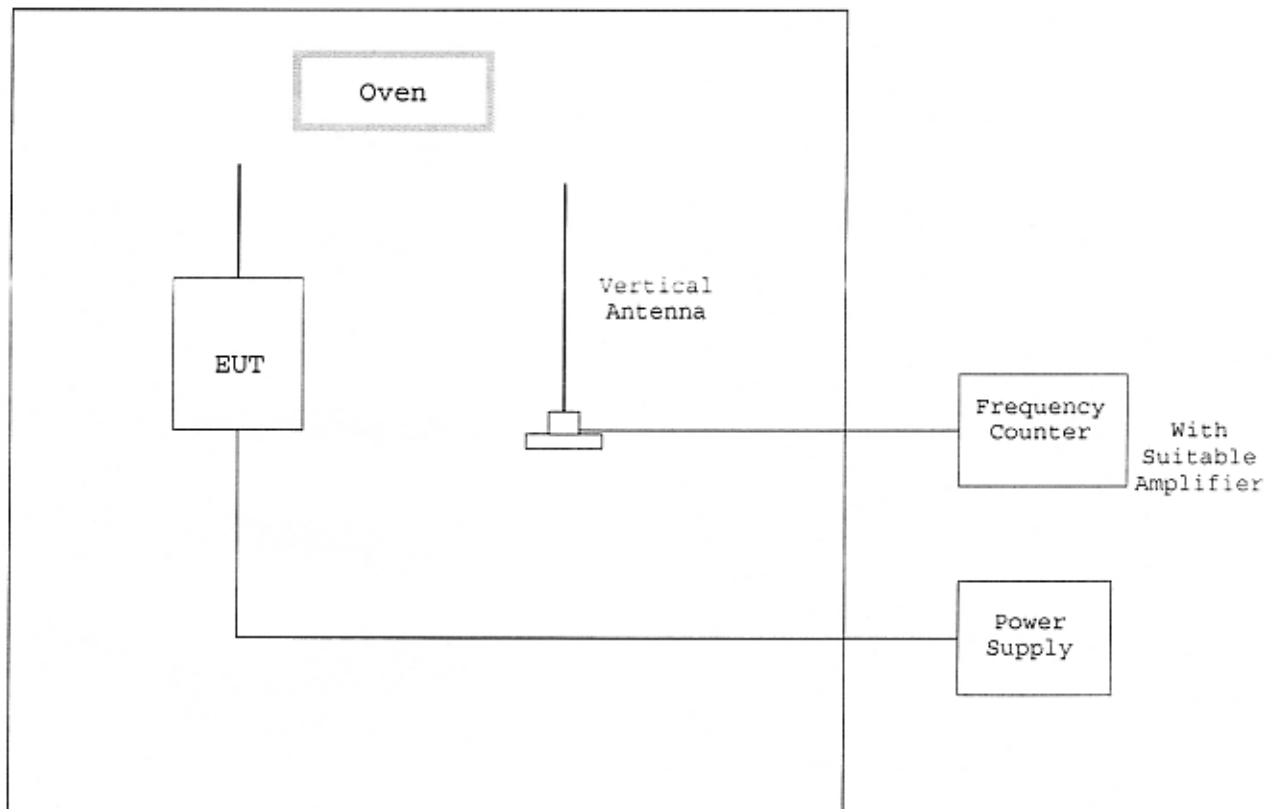 Oven
Vertical
Antenna
EUT
Frequency
Counter
With
Suitable
Amplifier
Power
Supply